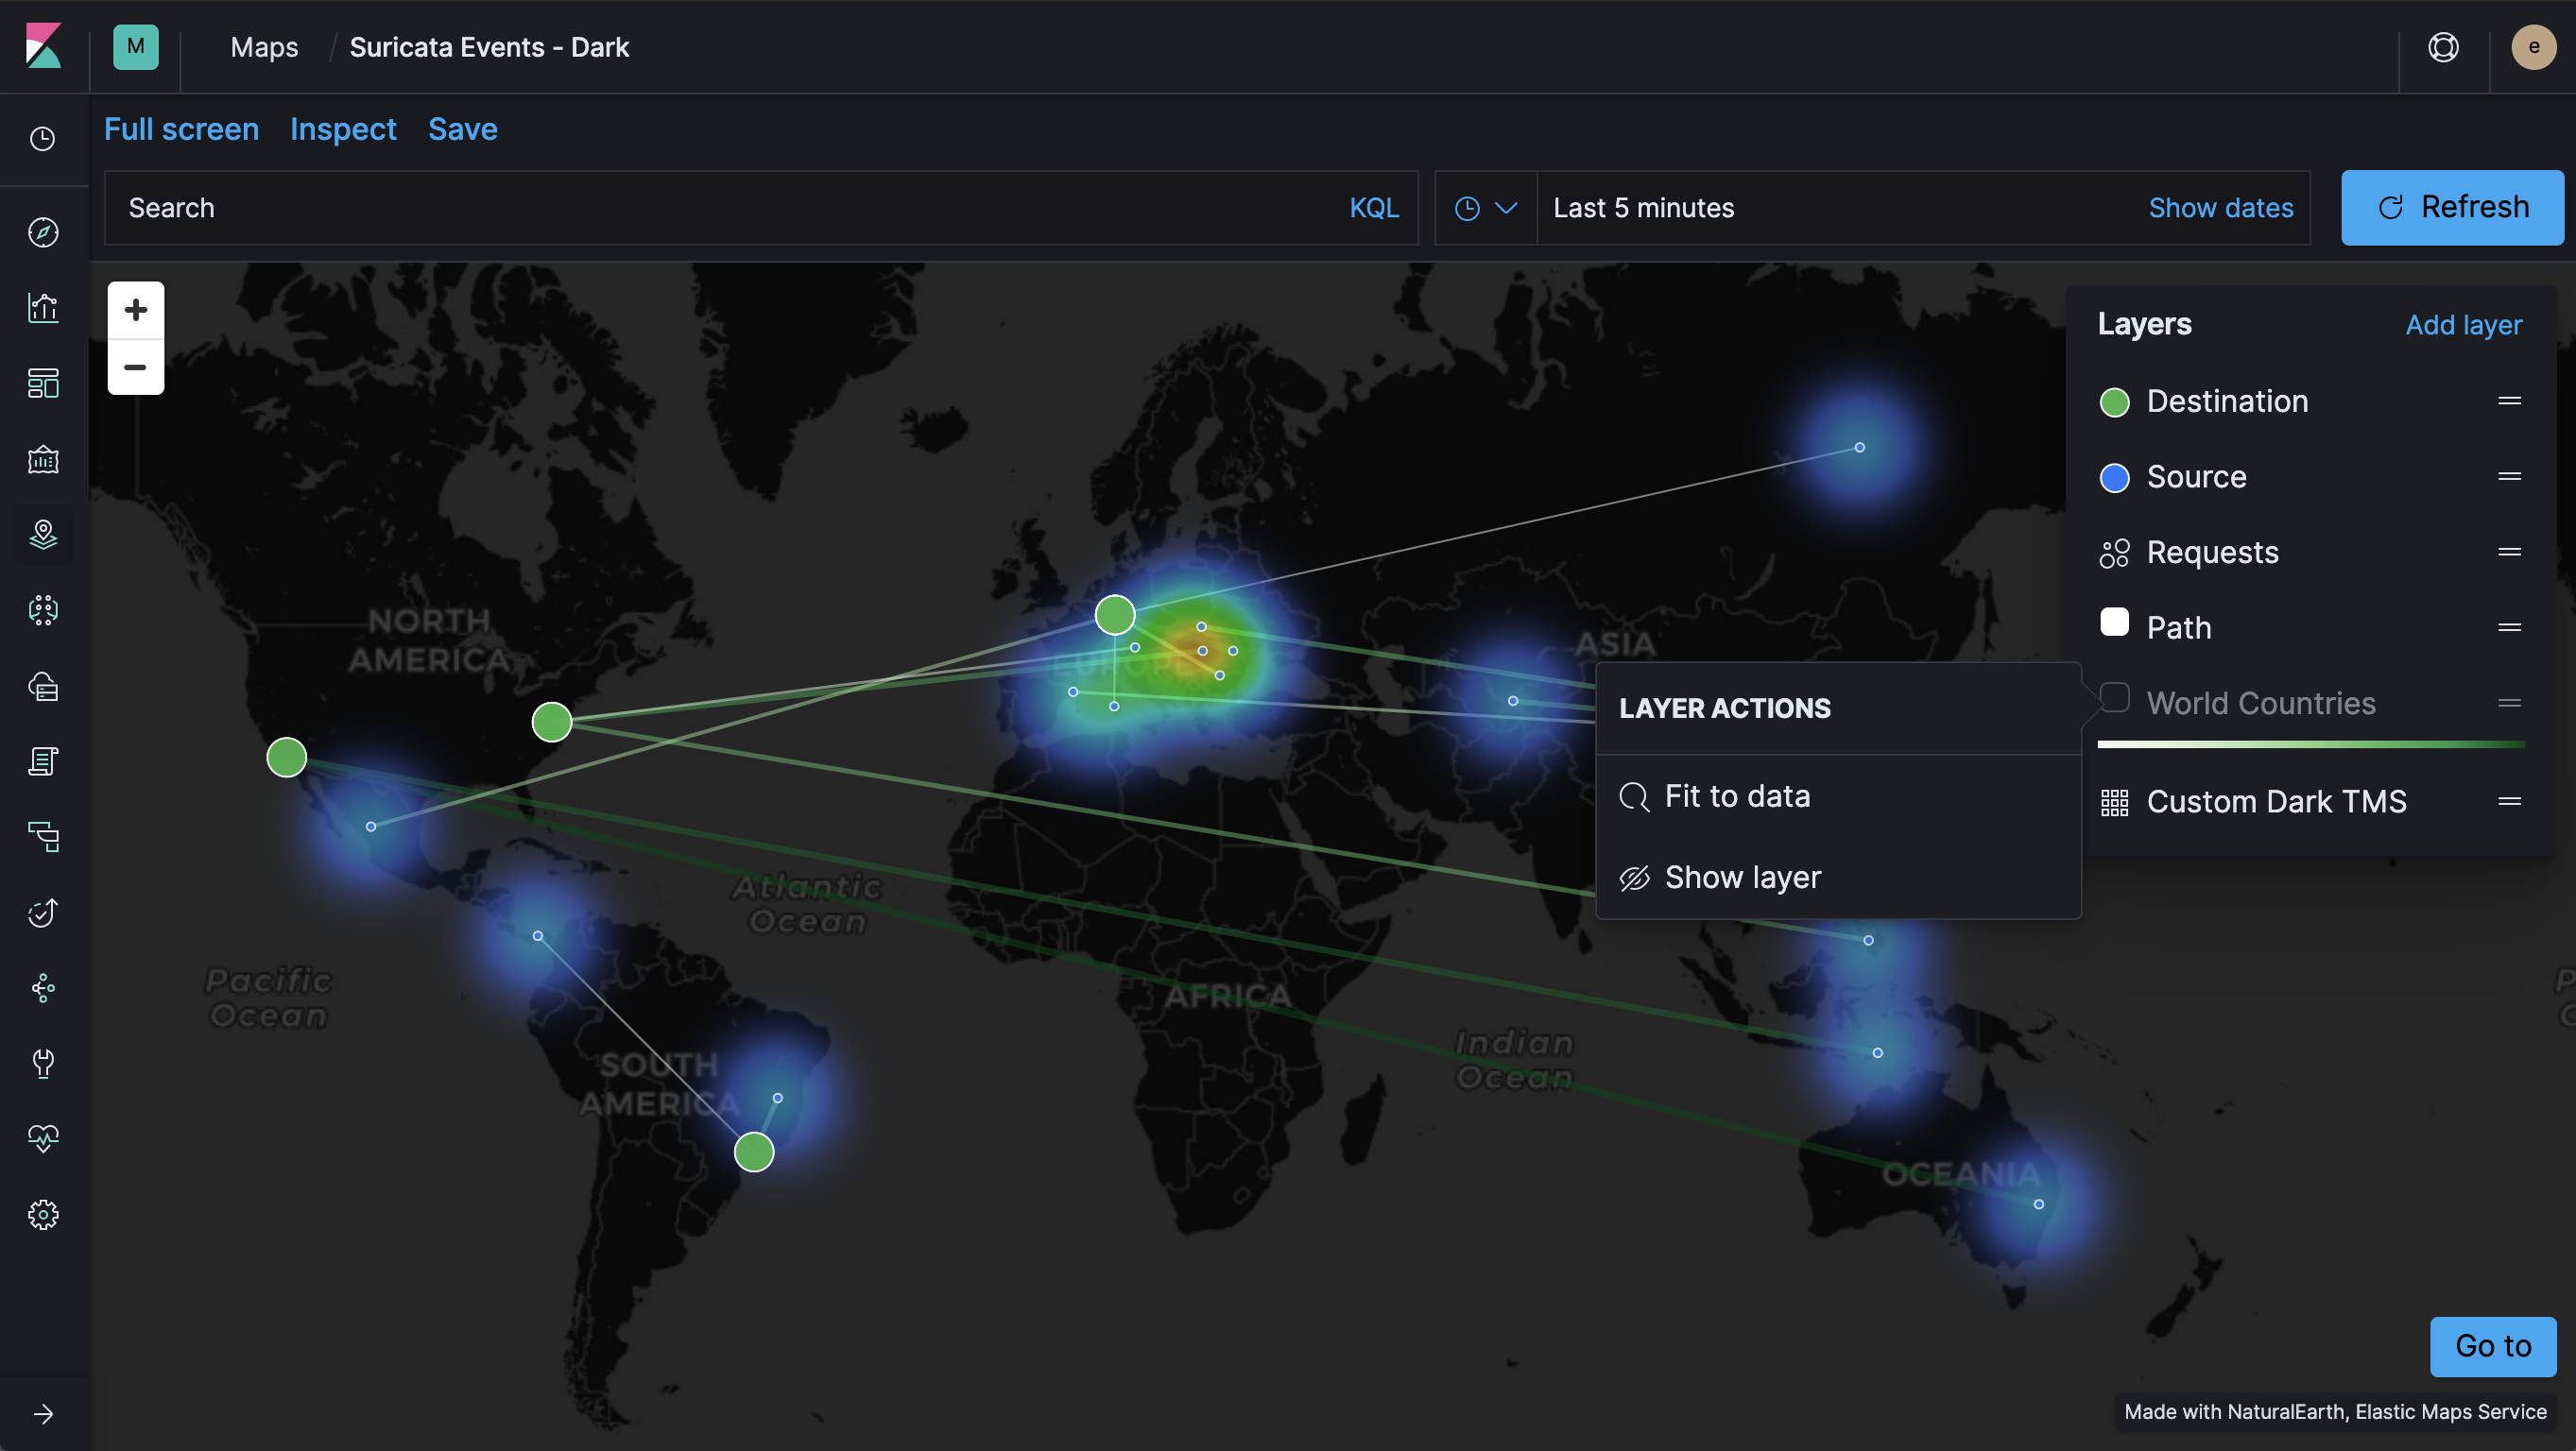 M
Maps / Suricata Events - Dark
e
Full screen Inspect Save
Search KQL
Last 5 minutes Show dates
Refresh
+
−
Layers Add layer
Destination
Source
Requests
Path
World Countries
Custom Dark TMS
LAYER ACTIONS
Fit to data
Show layer
NORTH
AMERICA
EUROPE
ASIA
Atlantic
Ocean
Pacific
Ocean
AFRICA
SOUTH
AMERICA
Indian
Ocean
OCEANIA
P
Go to
Made with NaturalEarth, Elastic Maps Service